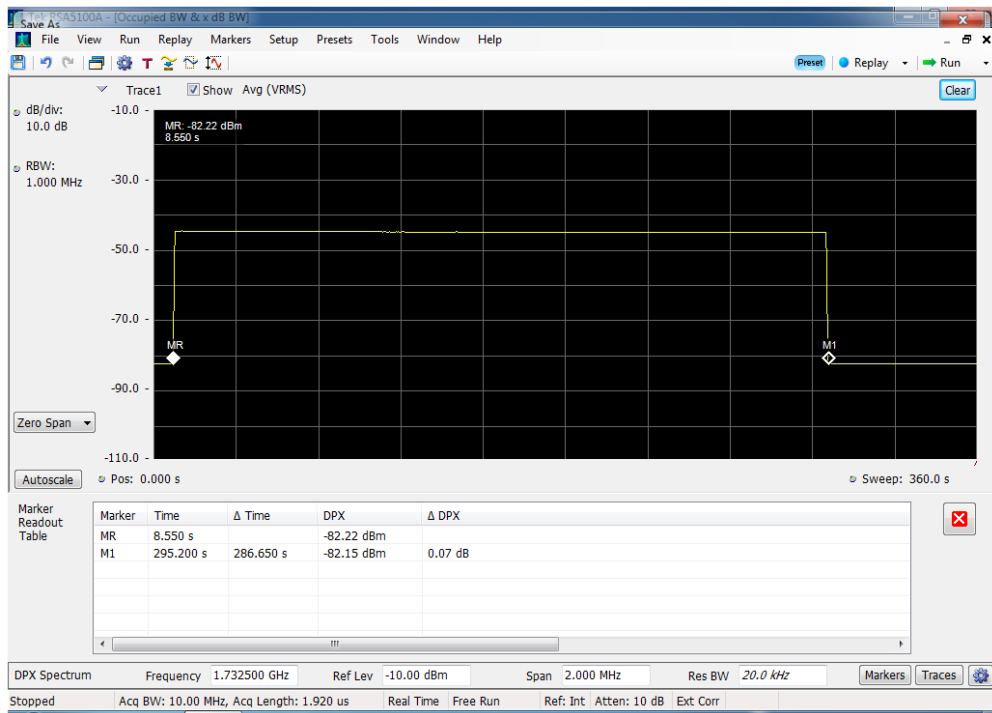 Tek RSA5100A - [Occupied BW & x dB BW]
Save As
File View Run Replay Markers Setup Presets Tools Window Help
T Preset Replay Run
Trace1 Show Avg (VRMS) Clear
dB/div:
10.0 dB
RBW:
1.000 MHz
-10.0
-30.0
-50.0
-70.0
-90.0
-110.0
MR: -82.22 dBm
8.550 s
MR
M1
Zero Span
Autoscale Pos: 0.000 s Sweep: 360.0 s
Marker
Readout
Table
Marker Time Δ Time DPX Δ DPX
MR 8.550 s -82.22 dBm
M1 295.200 s 286.650 s -82.15 dBm 0.07 dB
DPX Spectrum Frequency 1.732500 GHz Ref Lev -10.00 dBm Span 2.000 MHz Res BW 20.0 kHz Markers Traces
Stopped Acq BW: 10.00 MHz, Acq Length: 1.920 us Real Time Free Run Ref: Int Atten: 10 dB Ext Corr